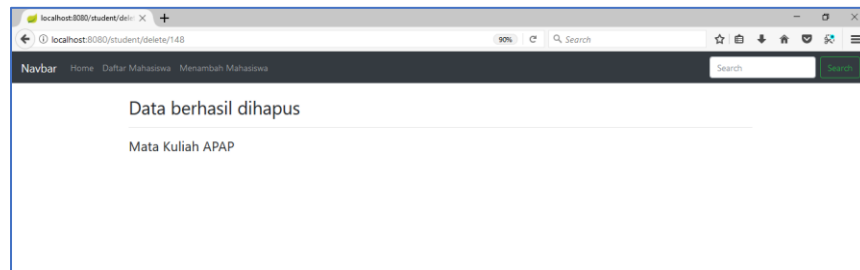 localhost:8080/student/dele
localhost:8080/student/delete/148
90%
Search
Navbar Home Daftar Mahasiswa Menambah Mahasiswa
Search
Search
Data berhasil dihapus
Mata Kuliah APAP